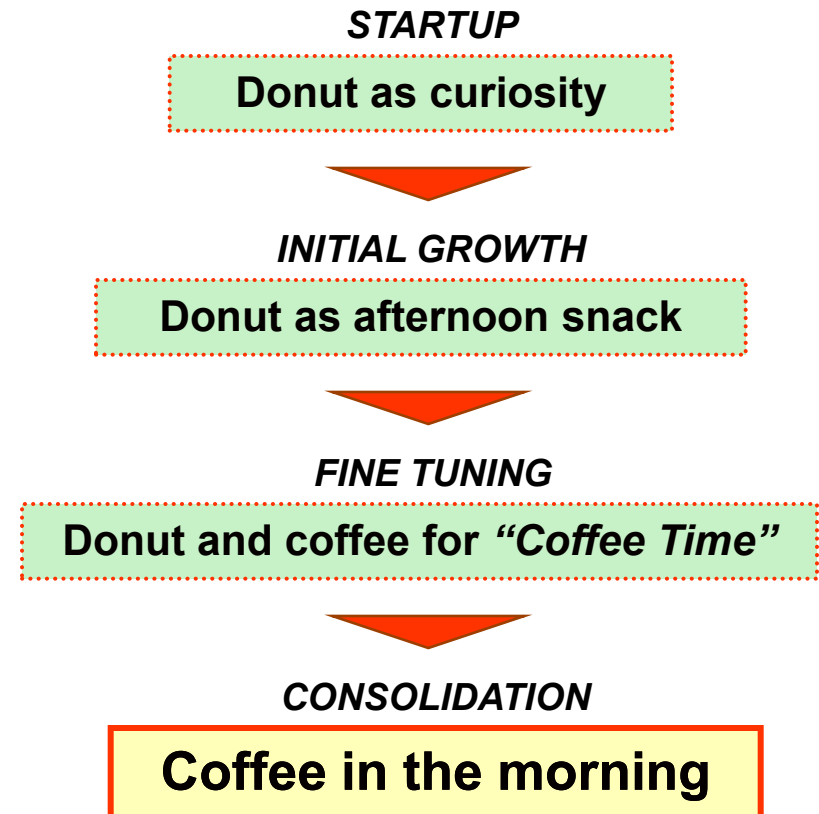 STARTUP
Donut as curiosity
INITIAL GROWTH
Donut as afternoon snack
FINE TUNING
Donut and coffee for “Coffee Time”
CONSOLIDATION
Coffee in the morning